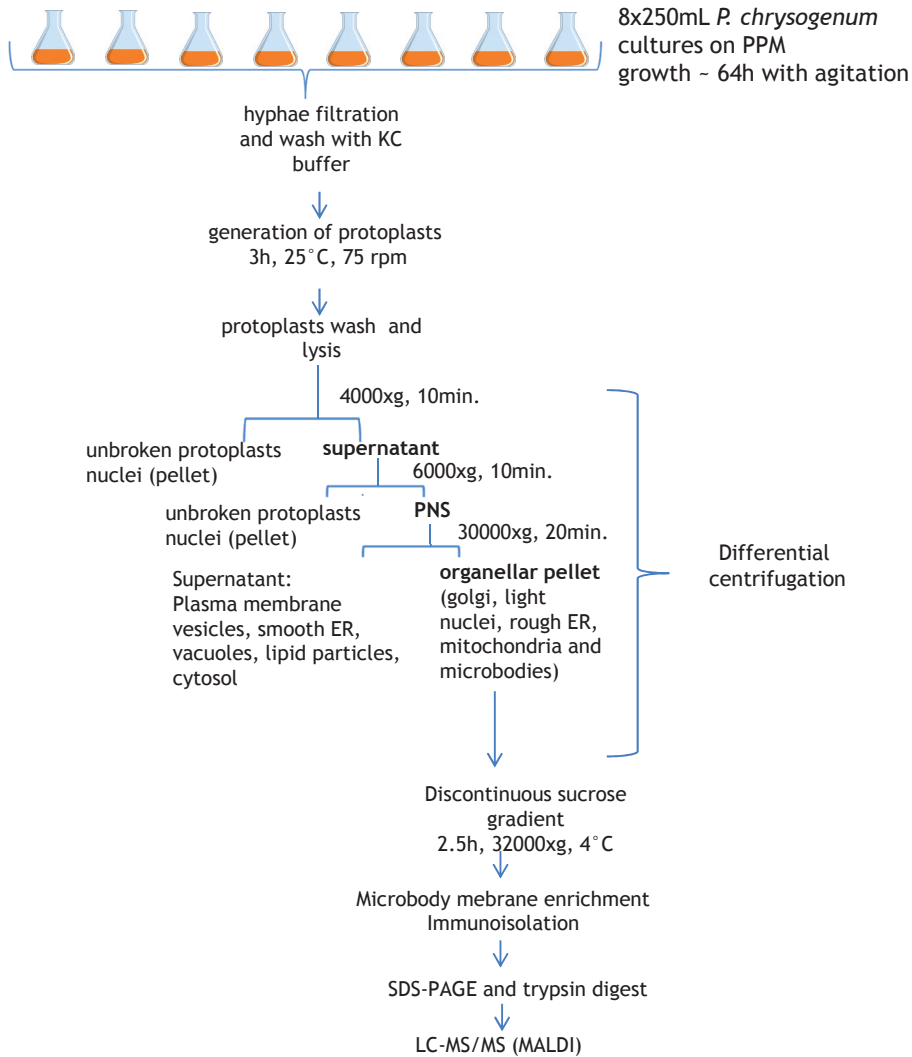 8x250mL P. chrysogenum
cultures on PPM
growth ~ 64h with agitation
hyphae filtration
and wash with KC
buffer
generation of protoplasts
3h, 25°C, 75 rpm
protoplasts wash and
lysis
4000xg, 10min.
unbroken protoplasts
nuclei (pellet)
supernatant
6000xg, 10min.
unbroken protoplasts
nuclei (pellet)
PNS
30000xg, 20min.
Supernatant:
Plasma membrane
vesicles, smooth ER,
vacuoles, lipid particles,
cytosol
organellar pellet
(golgi, light
nuclei, rough ER,
mitochondria and
microbodies)
Differential
centrifugation
Discontinuous sucrose
gradient
2.5h, 32000xg, 4°C
Microbody mebrane enrichment
Immunoisolation
SDS-PAGE and trypsin digest
LC-MS/MS (MALDI)